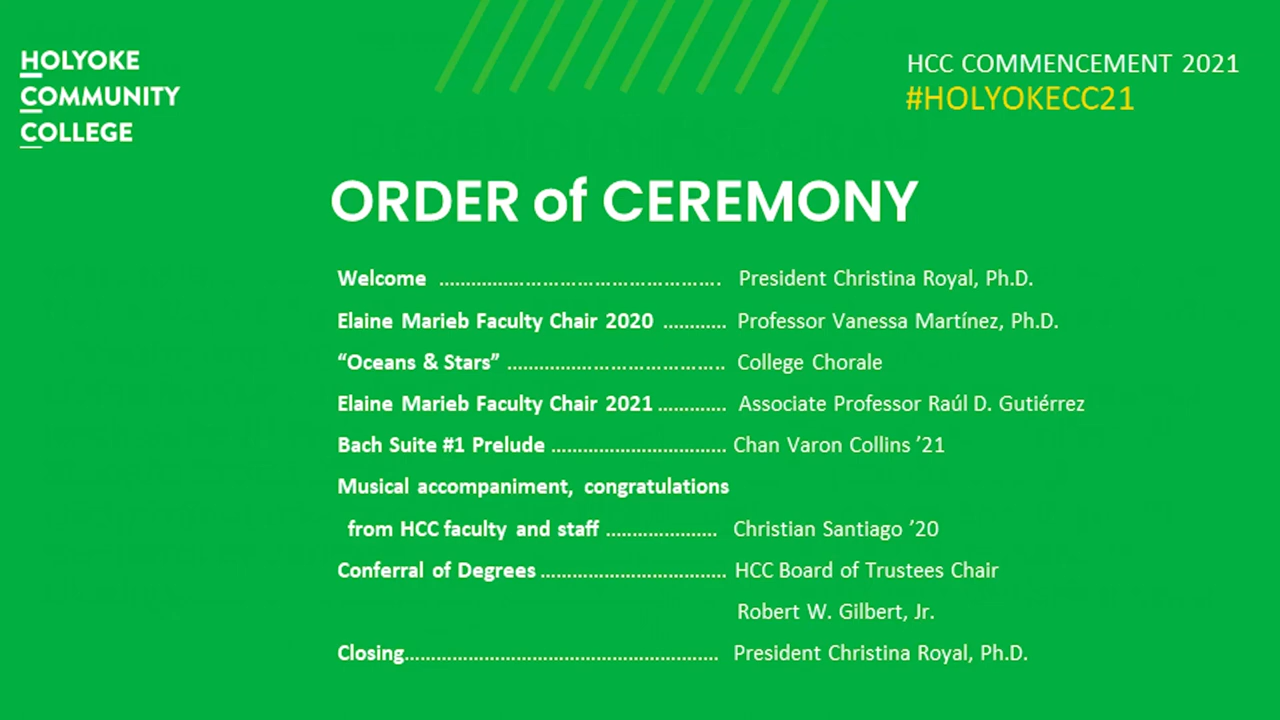 HOLYOKE
COMMUNITY
COLLEGE
HCC COMMENCEMENT 2021
#HOLYOKECC21
ORDER of CEREMONY
Welcome ............................................. President Christina Royal, Ph.D.
Elaine Marieb Faculty Chair 2020 ............ Professor Vanessa Martínez, Ph.D.
“Oceans & Stars” ....................................... College Chorale
Elaine Marieb Faculty Chair 2021 ............. Associate Professor Raúl D. Gutiérrez
Bach Suite #1 Prelude ................................. Chan Varon Collins ’21
Musical accompaniment, congratulations
from HCC faculty and staff ..................... Christian Santiago ’20
Conferral of Degrees ................................... HCC Board of Trustees Chair
Robert W. Gilbert, Jr.
Closing............................................................ President Christina Royal, Ph.D.